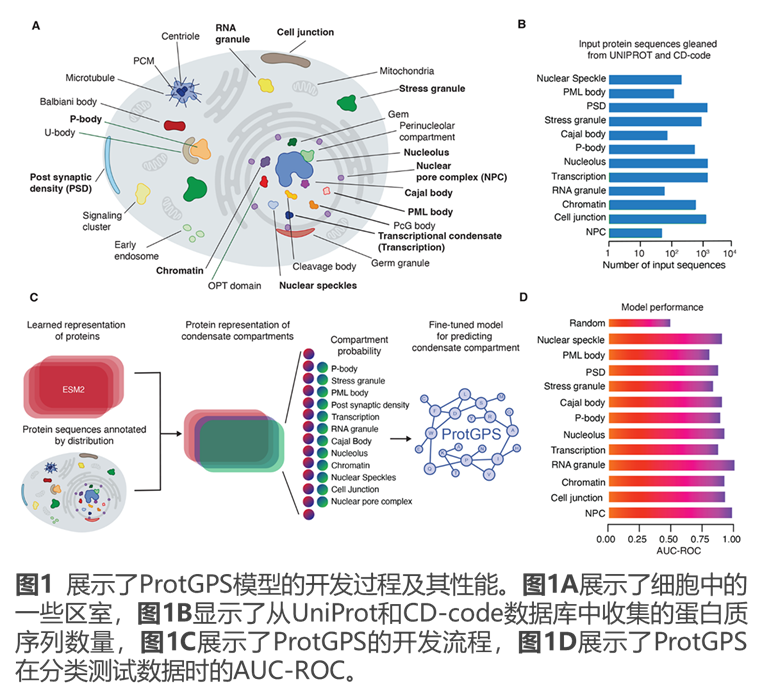 A
RNA
granule
Cell junction
Centriole
PCM
Microtubule
Mitochondria
Stress granule
Balbiani body
P-body
U-body
Gem
Perinucleolar
compartment
Nucleolus
Nuclear
pore complex (NPC)
Post synaptic
density (PSD)
Cajal body
PML body
PcG body
Signaling
cluster
Transcriptional condensate
(Transcription)
Early
endosome
Germ granule
Cleavage body
Chromatin
OPT domain
Nuclear speckles
B
Input protein sequences gleaned
from UNIPROT and CD-code
Nuclear Speckle
PML body
PSD
Stress granule
Cajal body
P-body
Nucleolus
Transcription
RNA granule
Chromatin
Cell junction
NPC
10 10² 10³ 10⁴
Number of input sequences
C
Learned representation
of proteins
ESM2
Protein sequences annotated
by distribution
Protein representation of
condensate compartments
Compartment
probability
P-body
Stress granule
PML body
Post synaptic density
Transcription
RNA granule
Cajal Body
Nucleolus
Chromatin
Nuclear Speckles
Cell Junction
Nuclear pore complex
Fine-tuned model
for predicting
condensate compartment
ProtGPS
D
Model performance
Random
Nuclear speckle
PML body
PSD
Stress granule
Cajal body
P-body
Nucleolus
Transcription
RNA granule
Chromatin
Cell junction
NPC
0.00 0.25 0.50 0.75 1.00
AUC-ROC
图1 展示了ProtGPS模型的开发过程及其性能。图1A展示了细胞中的
一些区室，图1B显示了从UniProt和CD-code数据库中收集的蛋白质
序列数量，图1C展示了ProtGPS的开发流程，图1D展示了ProtGPS
在分类测试数据时的AUC-ROC。